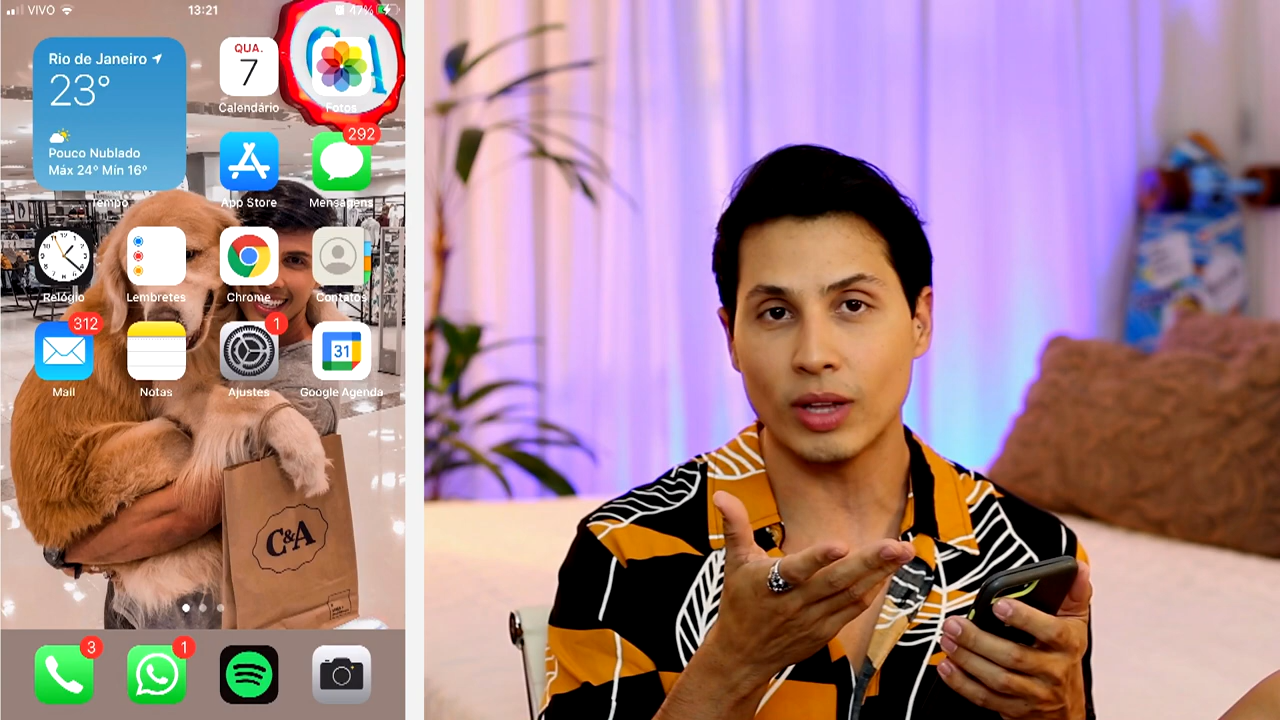 VIVO
13:21
47%
Rio de Janeiro
23°
Pouco Nublado
Máx 24° Mín 16°
Tempo
QUA.
7
Calendário
C&A
Fotos
App Store
292
Mensagens
Relógio
Lembretes
Chrome
Contatos
312
Mail
Notas
1
Ajustes
31
Google Agenda
C&A
3
1